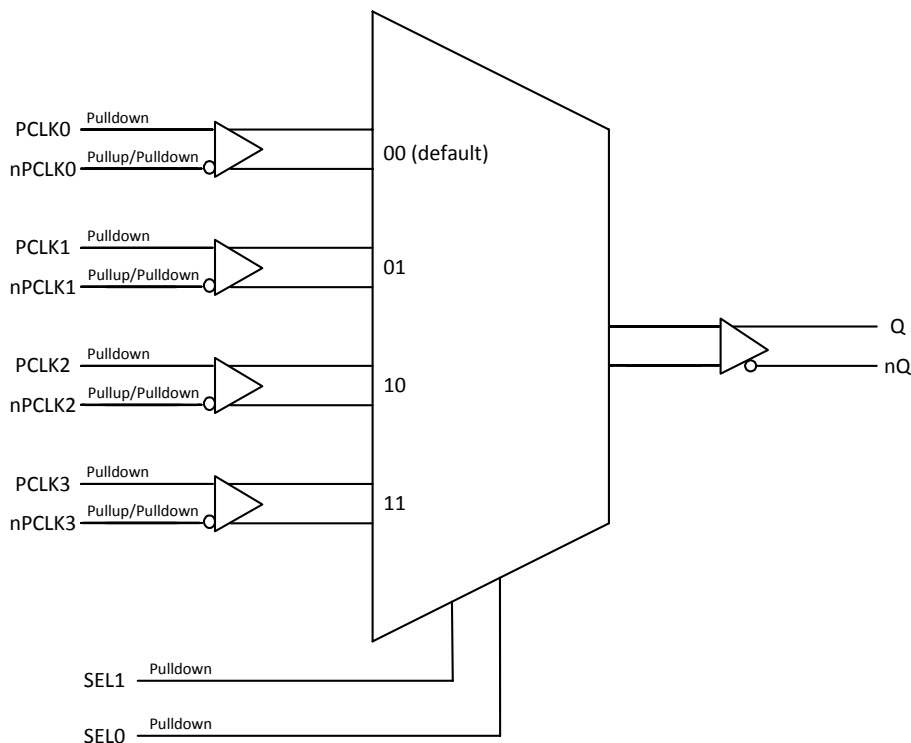 PCLK0 Pulldown
nPCLK0 Pullup/Pulldown
00 (default)
PCLK1 Pulldown
nPCLK1 Pullup/Pulldown
01
Q
nQ
PCLK2 Pulldown
nPCLK2 Pullup/Pulldown
10
PCLK3 Pulldown
nPCLK3 Pullup/Pulldown
11
SEL1 Pulldown
SEL0 Pulldown